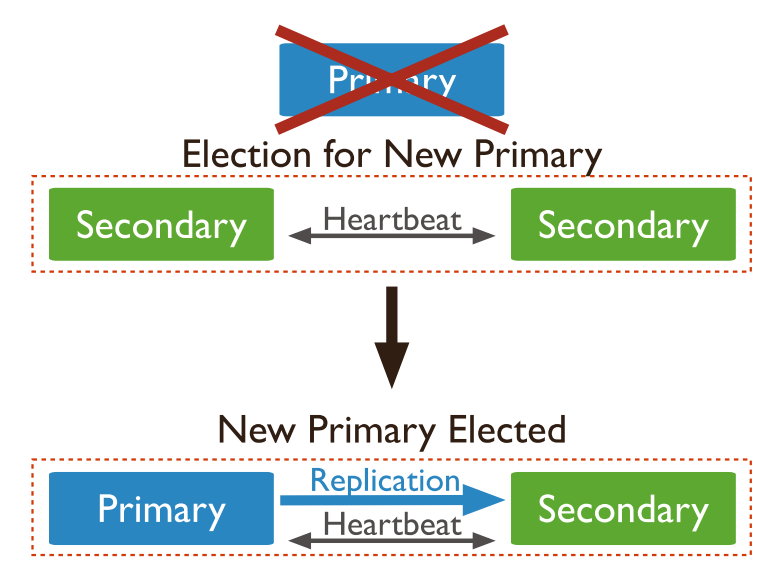 Primary
Election for New Primary
Secondary
Heartbeat
Secondary
New Primary Elected
Primary
Replication
Heartbeat
Secondary